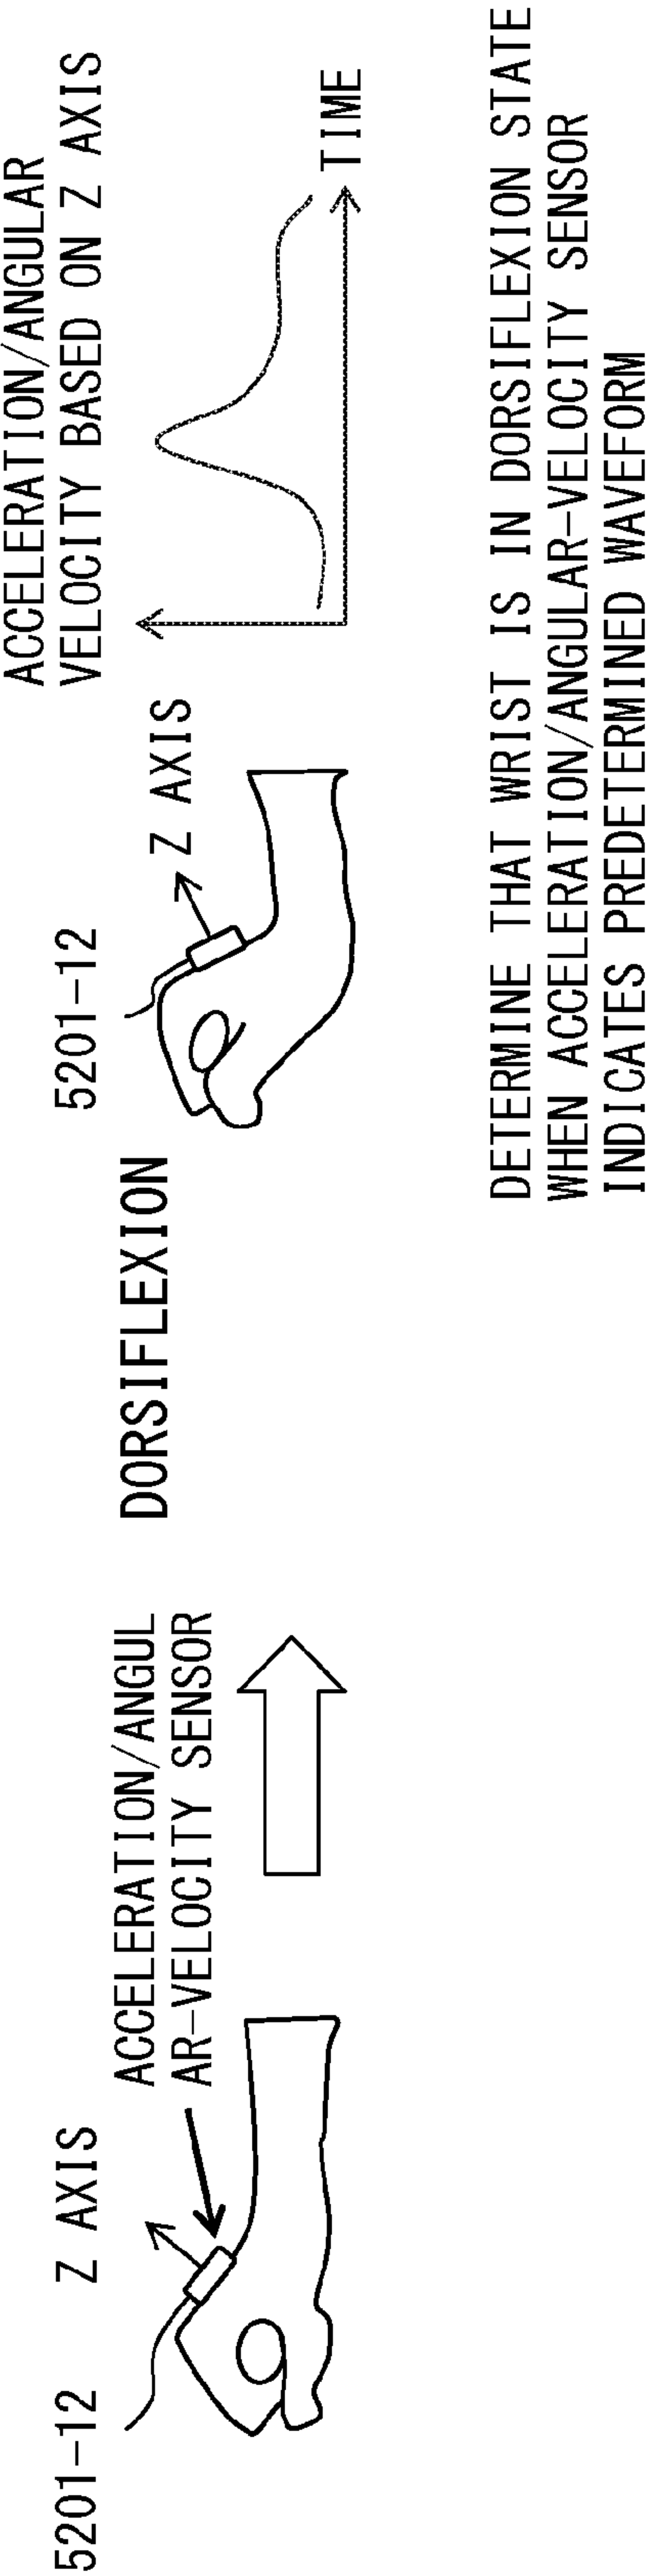 5201-12
Z AXIS
ACCELERATION/ANGUL
AR-VELOCITY SENSOR
DORSIFLEXION
5201-12
Z AXIS
ACCELERATION/ANGULAR
VELOCITY BASED ON Z AXIS
TIME
DETERMINE THAT WRIST IS IN DORSIFLEXION STATE
WHEN ACCELERATION/ANGULAR-VELOCITY SENSOR
INDICATES PREDETERMINED WAVEFORM